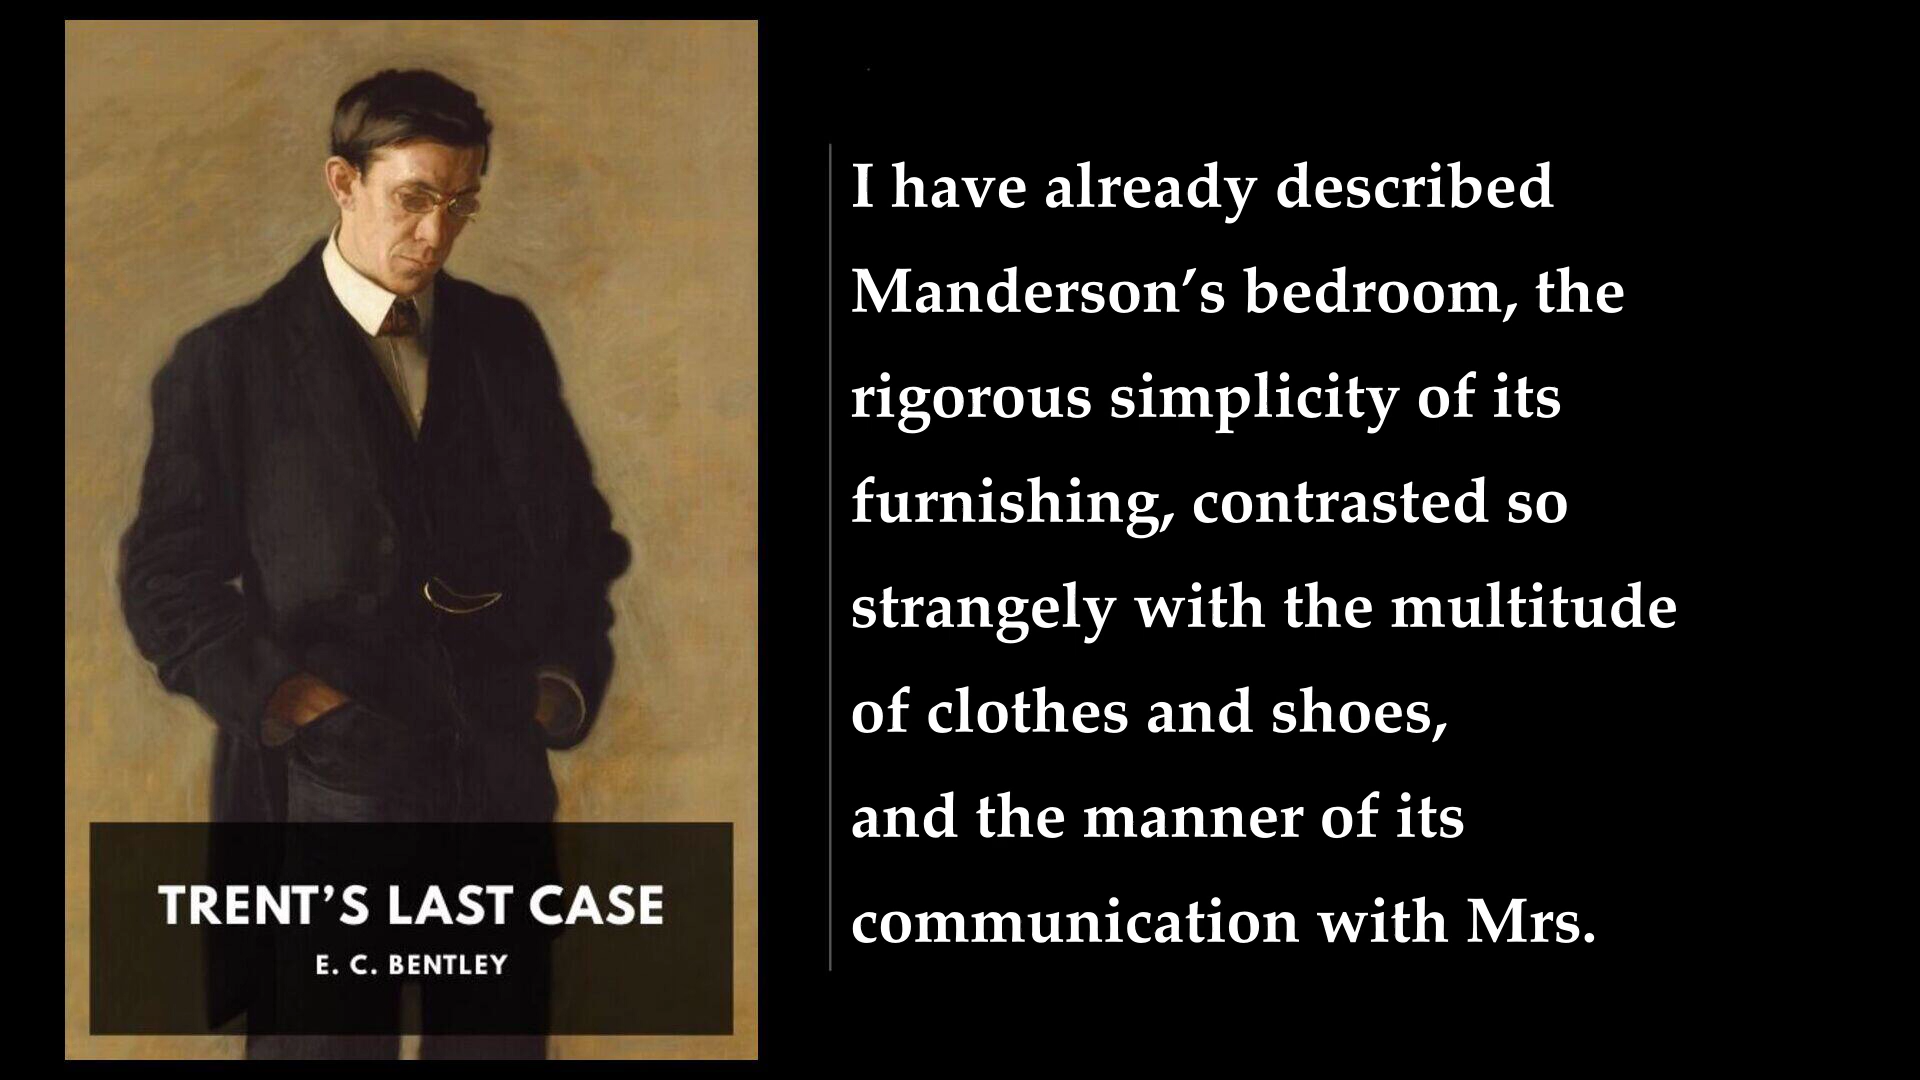 TRENT’S LAST CASE
E. C. BENTLEY
I have already described
Manderson’s bedroom, the
rigorous simplicity of its
furnishing, contrasted so
strangely with the multitude
of clothes and shoes,
and the manner of its
communication with Mrs.